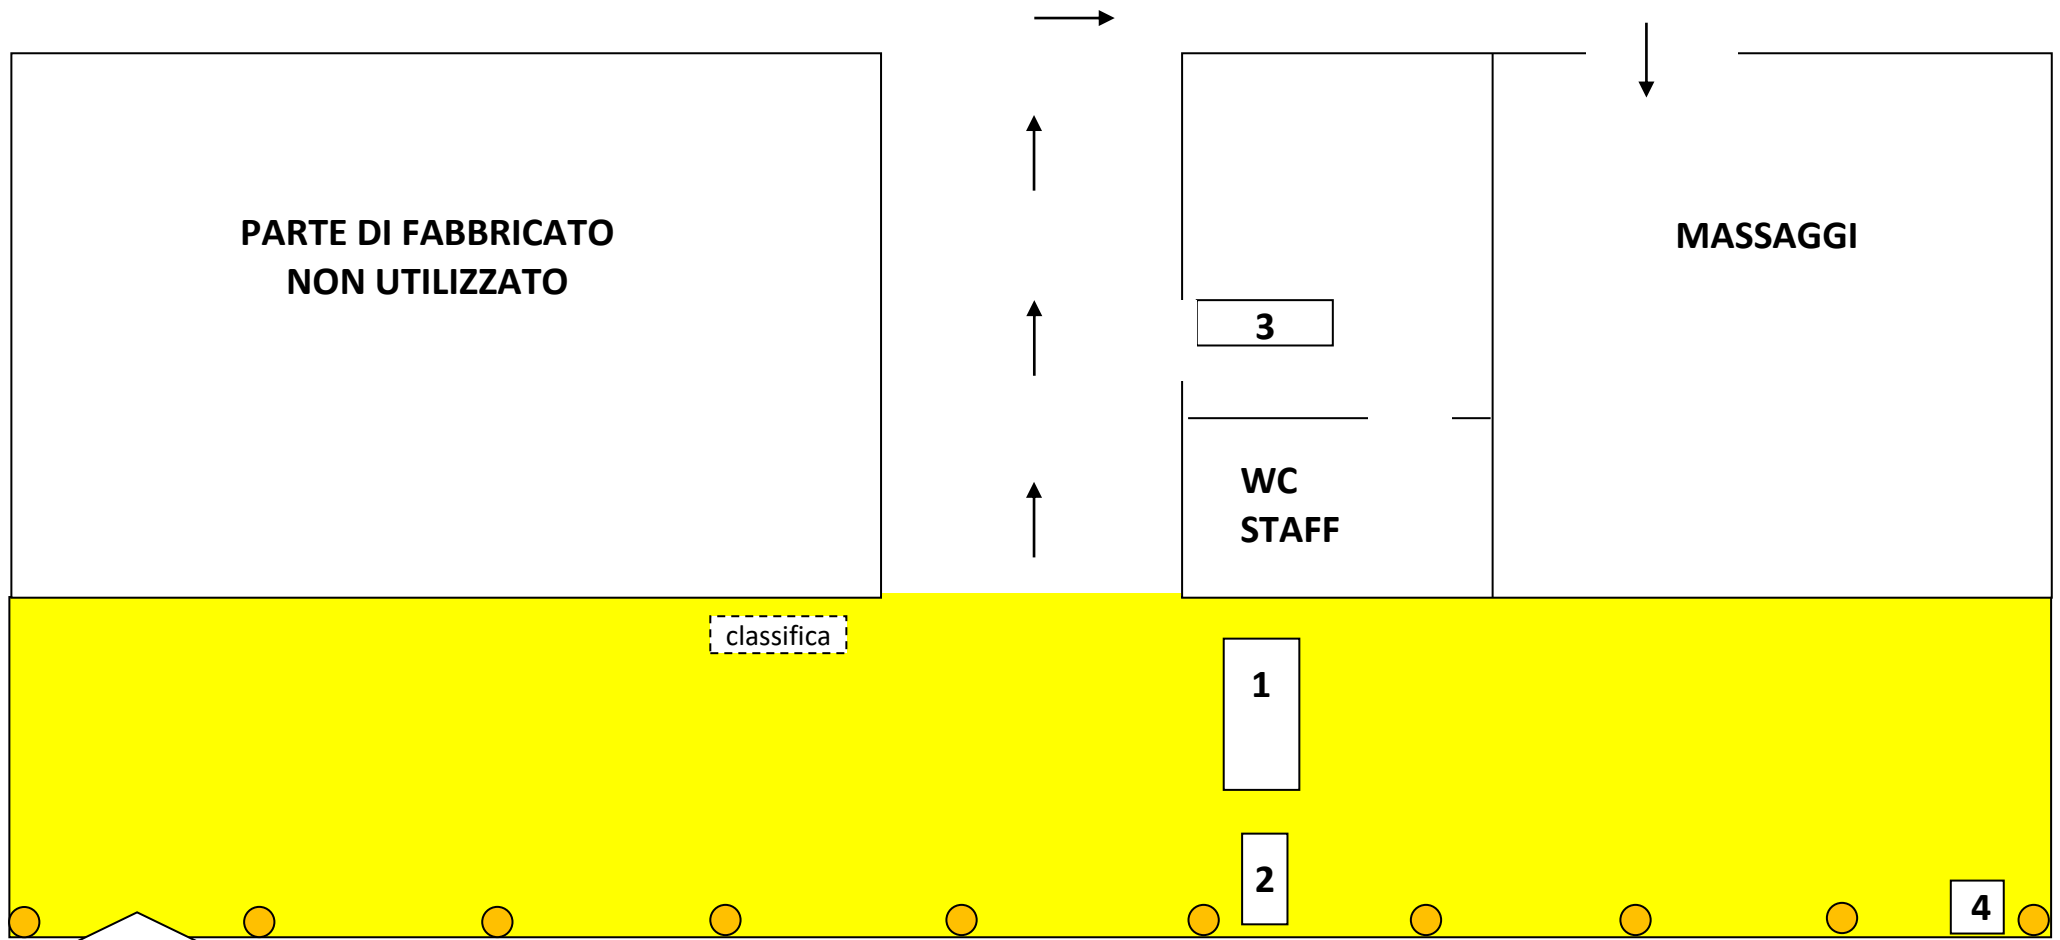 PARTE DI FABBRICATO
NON UTILIZZATO
MASSAGGI
3
WC
STAFF
classifica
1
2
4